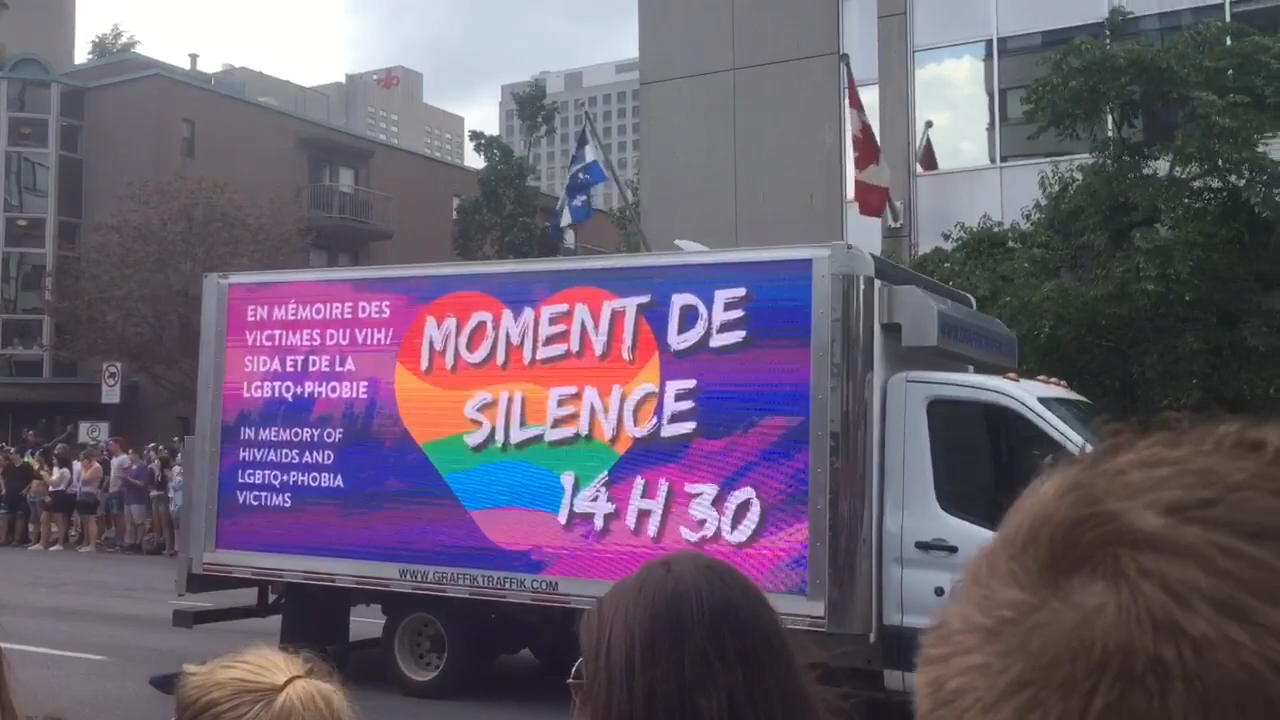 EN MÉMOIRE DES
VICTIMES DU VIH/
SIDA ET DE LA
LGBTQ+PHOBIE
IN MEMORY OF
HIV/AIDS AND
LGBTQ+PHOBIA
VICTIMS
MOMENT DE
SILENCE
14 H 30
WWW.GRAFFIKTRAFFIK.COM